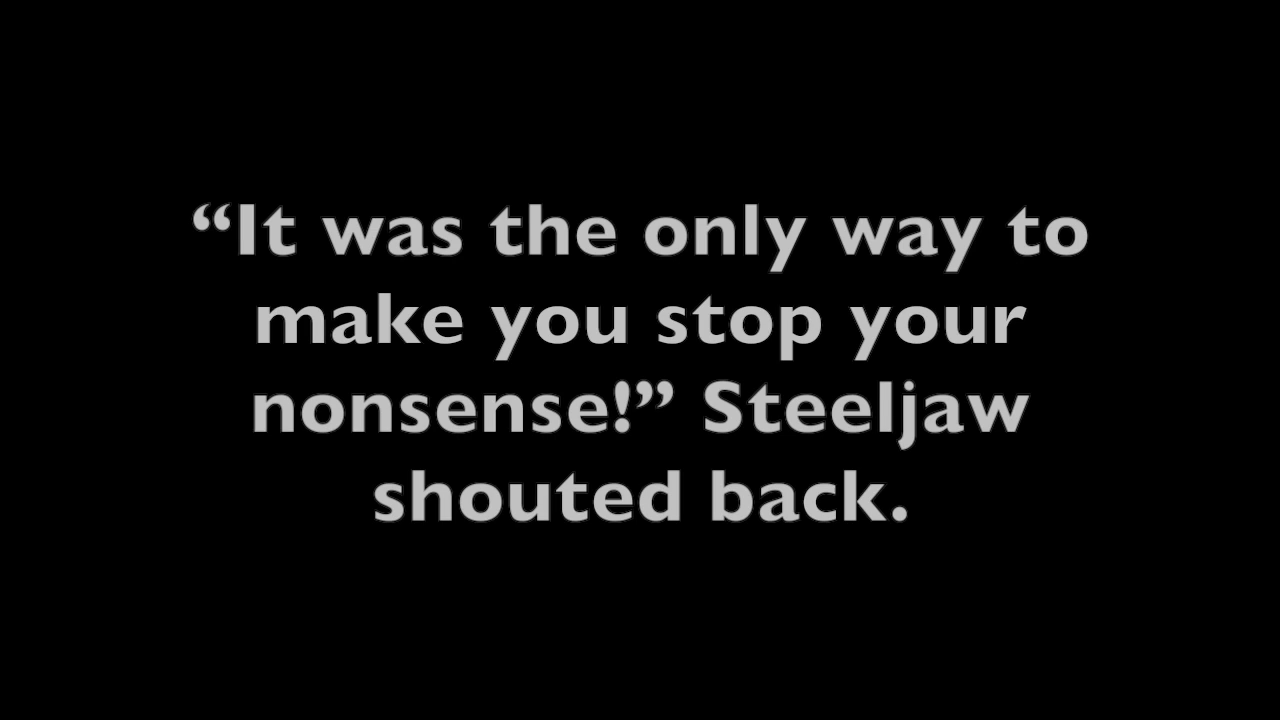 “It was the only way to
make you stop your
nonsense!” Steeljaw
shouted back.